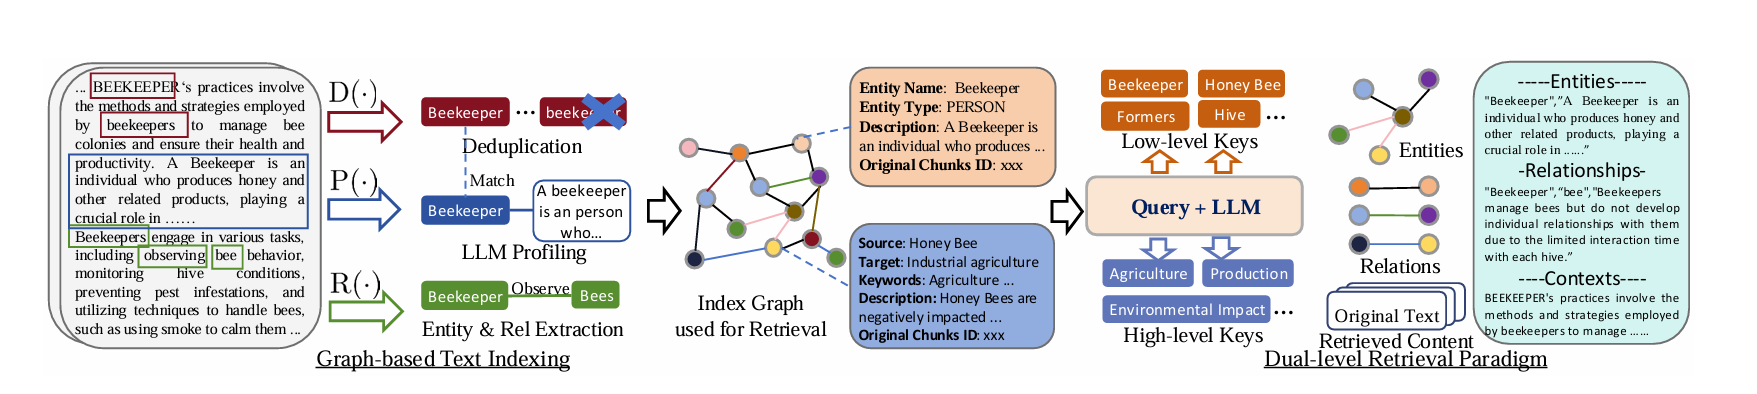 ... BEEKEEPER‘s practices involve
the methods and strategies employed
by beekeepers to manage bee
colonies and ensure their health and
productivity. A Beekeeper is an
individual who produces honey and
other related products, playing a
crucial role in ……
Beekeepers engage in various tasks,
including observing bee behavior,
monitoring hive conditions,
preventing pest infestations, and
utilizing techniques to handle bees,
such as using smoke to calm them ...
D(·)
Beekeeper ··· 
Deduplication
Match
P(·)
Beekeeper
A beekeeper
is an person
who...
LLM Profiling
R(·)
Beekeeper Observe Bees
Entity & Rel Extraction
Graph-based Text Indexing
Index Graph
used for Retrieval
Entity Name: Beekeeper
Entity Type: PERSON
Description: A Beekeeper is
an individual who produces ...
Original Chunks ID: xxx
Source: Honey Bee
Target: Industrial agriculture
Keywords: Agriculture ...
Description: Honey Bees are
negatively impacted ...
Original Chunks ID: xxx
Beekeeper Honey Bee
Formers Hive ...
Low-level Keys
Query + LLM
Agriculture Production
Environmental Impact ...
High-level Keys
Entities
Relations
Original Text
Retrieved Content
Dual-level Retrieval Paradigm
-----Entities-----
"Beekeeper","A Beekeeper is an
individual who produces honey and
other related products, playing a
crucial role in ......”
-Relationships-
"Beekeeper",“bee","Beekeepers
manage bees but do not develop
individual relationships with them
due to the limited interaction time
with each hive.”
----Contexts----
BEEKEEPER's practices involve the
methods and strategies employed
by beekeepers to manage ......